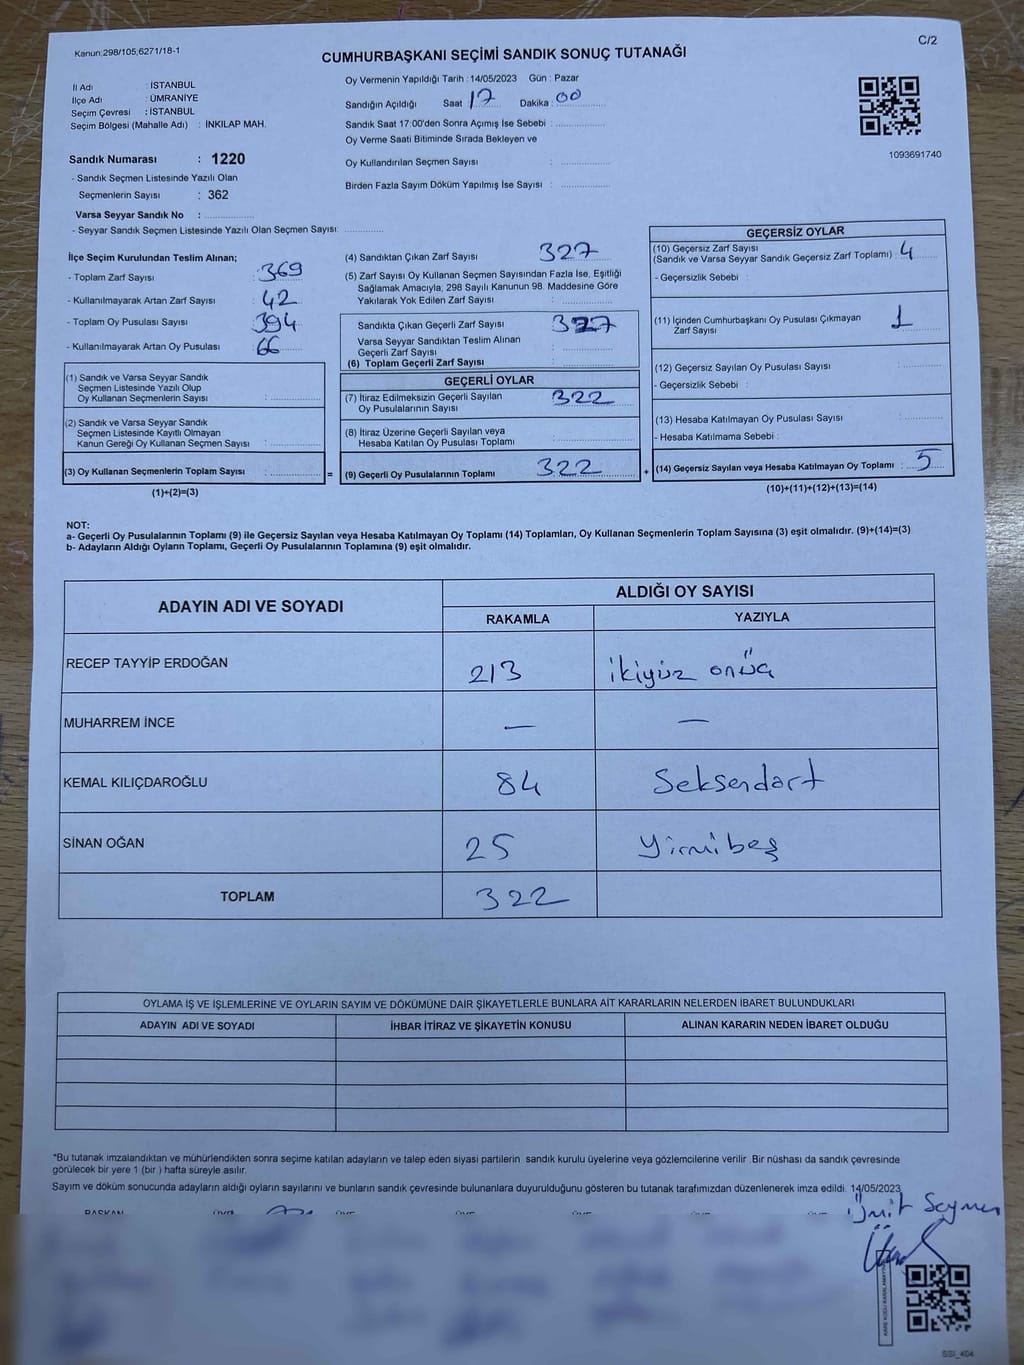 Kanun:298/105,6271/18-1
C/2
CUMHURBAŞKANI SEÇİMİ SANDIK SONUÇ TUTANAĞI
İl Adı : İSTANBUL
İlçe Adı : ÜMRANİYE
Seçim Çevresi : İSTANBUL
Seçim Bölgesi (Mahalle Adı) : İNKILAP MAH.
Sandık Numarası : 1220
- Sandık Seçmen Listesinde Yazılı Olan
Seçmenlerin Sayısı : 362
Varsa Seyyar Sandık No :
- Seyyar Sandık Seçmen Listesinde Yazılı Olan Seçmen Sayısı:
Oy Vermenin Yapıldığı Tarih : 14/05/2023 Gün : Pazar
Sandığın Açıldığı Saat 17 Dakika : 00
Sandık Saat 17:00'den Sonra Açımış İse Sebebi :
Oy Verme Saati Bitiminde Sırada Bekleyen ve
Oy Kullandırılan Seçmen Sayısı :
Birden Fazla Sayım Döküm Yapılmış İse Sayısı :
1093691740
İlçe Seçim Kurulundan Teslim Alınan;
- Toplam Zarf Sayısı : 369
- Kullanılmayarak Artan Zarf Sayısı : 42
- Toplam Oy Pusulası Sayısı : 394
- Kullanılmayarak Artan Oy Pusulası : 66
(1) Sandık ve Varsa Seyyar Sandık
Seçmen Listesinde Yazılı Olup
Oy Kullanan Seçmenlerin Sayısı :
(2) Sandık ve Varsa Seyyar Sandık
Seçmen Listesinde Kayıtlı Olmayan
Kanun Gereği Oy Kullanan Seçmen Sayısı :
(3) Oy Kullanan Seçmenlerin Toplam Sayısı :
(1)+(2)=(3)
=
(4) Sandıktan Çıkan Zarf Sayısı : 327
(5) Zarf Sayısı Oy Kullanan Seçmen Sayısından Fazla İse, Eşitliği
Sağlamak Amacıyla, 298 Sayılı Kanunun 98. Maddesine Göre
Yakılarak Yok Edilen Zarf Sayısı :
Sandıkta Çıkan Geçerli Zarf Sayısı : 327
Varsa Seyyar Sandıktan Teslim Alınan
Geçerli Zarf Sayısı :
(6) Toplam Geçerli Zarf Sayısı :
GEÇERLİ OYLAR
(7) İtiraz Edilmeksizin Geçerli Sayılan
Oy Pusulalarının Sayısı : 322
(8) İtiraz Üzerine Geçerli Sayılan veya
Hesaba Katılan Oy Pusulası Toplamı :
(9) Geçerli Oy Pusulalarının Toplamı : 322
+
GEÇERSİZ OYLAR
(10) Geçersiz Zarf Sayısı
(Sandık ve Varsa Seyyar Sandık Geçersiz Zarf Toplamı) : 4
- Geçersizlik Sebebi :
(11) İçinden Cumhurbaşkanı Oy Pusulası Çıkmayan
Zarf Sayısı : 1
(12) Geçersiz Sayılan Oy Pusulası Sayısı :
- Geçersizlik Sebebi :
(13) Hesaba Katılmayan Oy Pusulası Sayısı :
- Hesaba Katılmama Sebebi :
(14) Geçersiz Sayılan veya Hesaba Katılmayan Oy Toplamı : 5
(10)+(11)+(12)+(13)=(14)
NOT:
a- Geçerli Oy Pusulalarının Toplamı (9) ile Geçersiz Sayılan veya Hesaba Katılmayan Oy Toplamı (14) Toplamları, Oy Kullanan Seçmenlerin Toplam Sayısına (3) eşit olmalıdır. (9)+(14)=(3)
b- Adayların Aldığı Oyların Toplamı, Geçerli Oy Pusulalarının Toplamına (9) eşit olmalıdır.
ADAYIN ADI VE SOYADI ALDIĞI OY SAYISI
RAKAMLA YAZIYLA
RECEP TAYYİP ERDOĞAN 213 ikiyüz onüç
MUHARREM İNCE — —
KEMAL KILIÇDAROĞLU 84 Seksendört
SİNAN OĞAN 25 Yirmibeş
TOPLAM 322
OYLAMA İŞ VE İŞLEMLERİNE VE OYLARIN SAYIM VE DÖKÜMÜNE DAİR ŞİKAYETLERLE BUNLARA AİT KARARLARIN NELERDEN İBARET BULUNDUKLARI
ADAYIN ADI VE SOYADI İHBAR İTİRAZ VE ŞİKAYETİN KONUSU ALINAN KARARIN NEDEN İBARET OLDUĞU
*Bu tutanak imzalandıktan ve mühürlendikten sonra seçime katılan adayların ve talep eden siyasi partilerin sandık kurulu üyelerine veya gözlemcilerine verilir .Bir nüshası da sandık çevresinde
görülecek bir yere 1 (bir ) hafta süreyle asılır.
Sayım ve döküm sonucunda adayların aldığı oyların sayılarını ve bunların sandık çevresinde bulunanlara duyurulduğunu gösteren bu tutanak tarafımızdan düzenlenerek imza edildi. 14/05/2023
BAŞKAN
Ümit Seymen
SSI_404